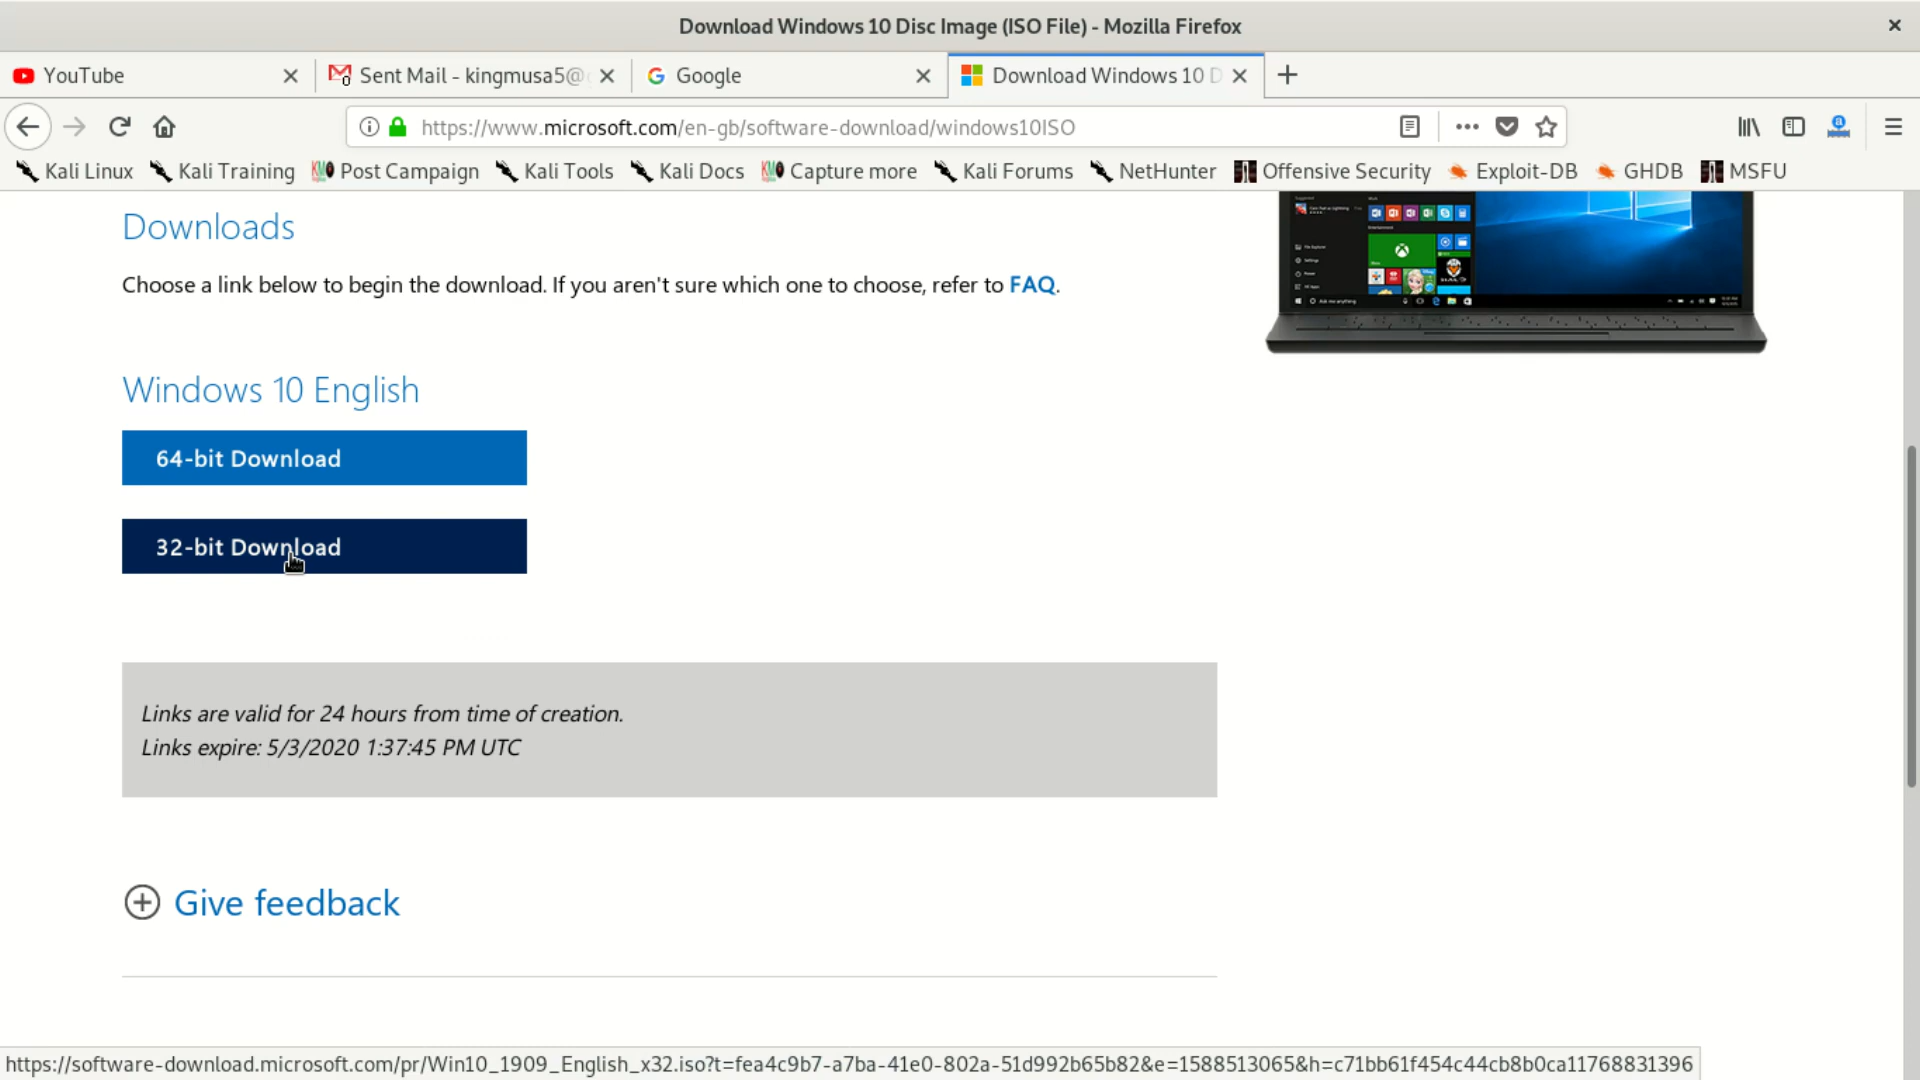 Download Windows 10 Disc Image (ISO File) - Mozilla Firefox
YouTube
Sent Mail - kingmusa5@
Google
Download Windows 10 D
https://www.microsoft.com/en-gb/software-download/windows10ISO
Kali Linux Kali Training Post Campaign Kali Tools Kali Docs Capture more Kali Forums NetHunter Offensive Security Exploit-DB GHDB MSFU
Downloads
Choose a link below to begin the download. If you aren't sure which one to choose, refer to FAQ.
Windows 10 English
64-bit Download
32-bit Download
Links are valid for 24 hours from time of creation.
Links expire: 5/3/2020 1:37:45 PM UTC
Give feedback
https://software-download.microsoft.com/pr/Win10_1909_English_x32.iso?t=fea4c9b7-a7ba-41e0-802a-51d992b65b82&e=1588513065&h=c71bb61f454c44cb8b0ca11768831396